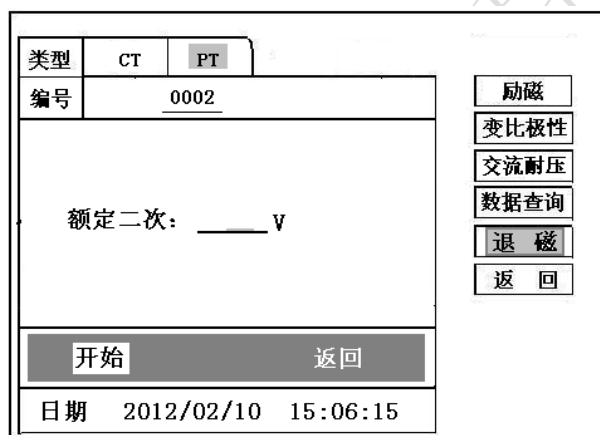 类型 CT PT
编号 0002
额定二次：____V
开始 返回
日期 2012/02/10 15:06:15
励磁
变比极性
交流耐压
数据查询
退 磁
返 回